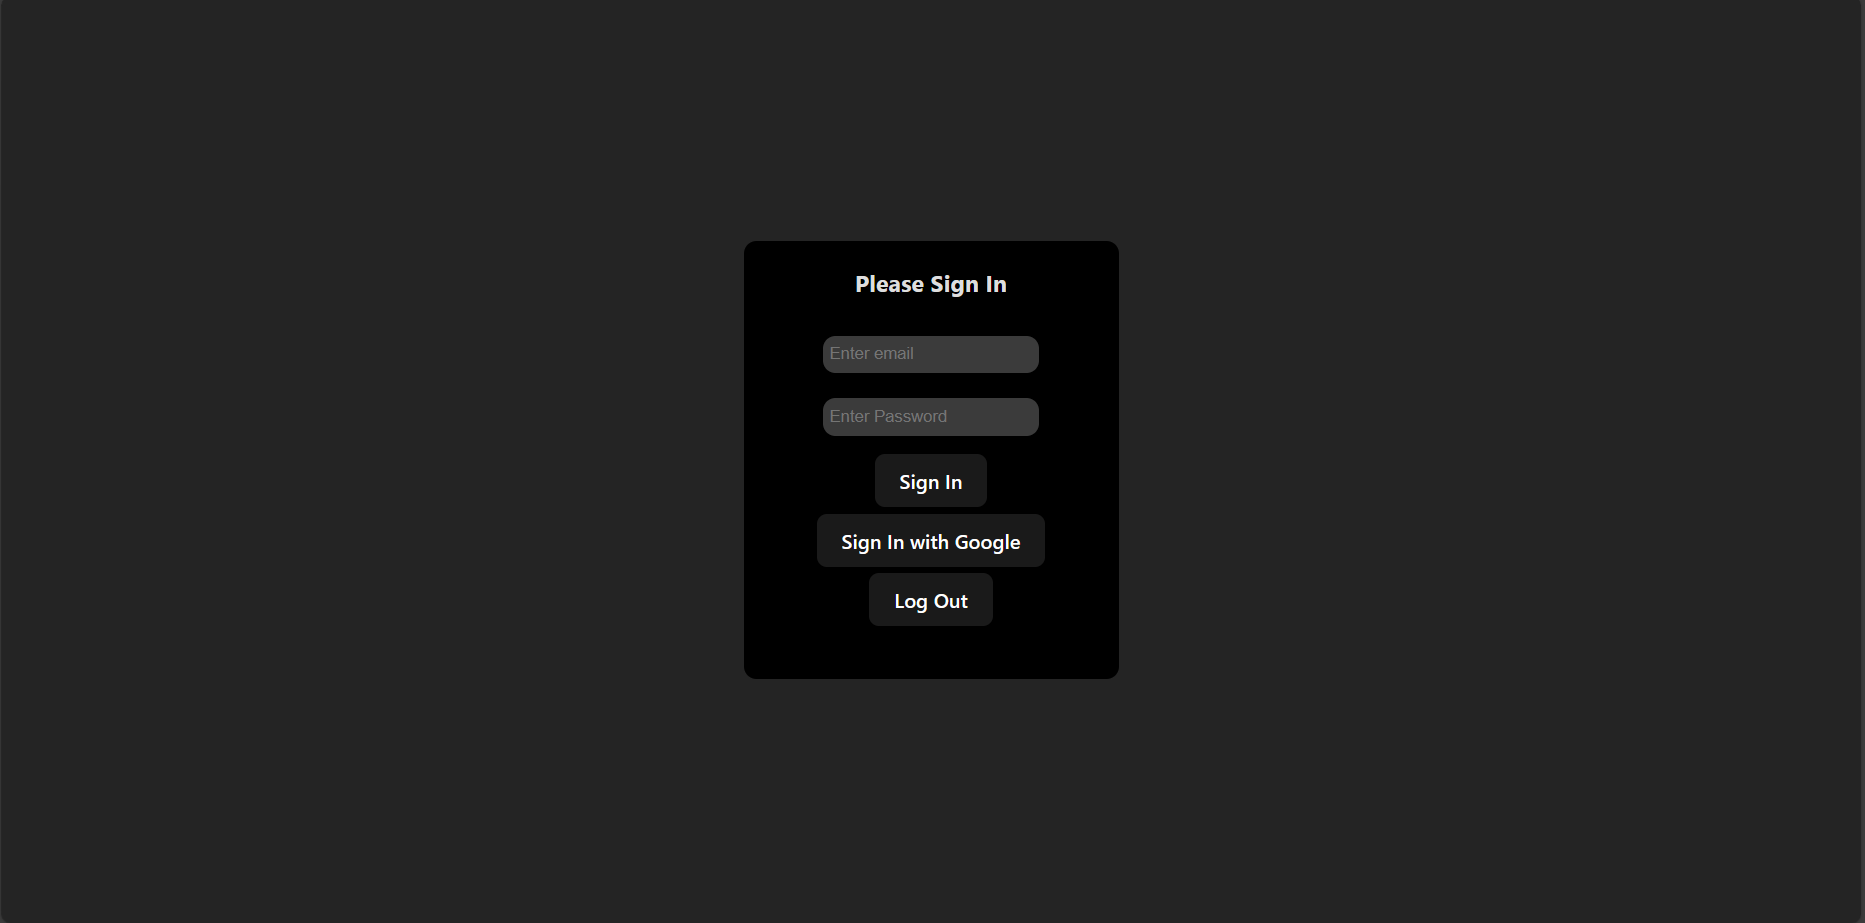 Please Sign In
Enter email
Enter Password
Sign In
Sign In with Google
Log Out